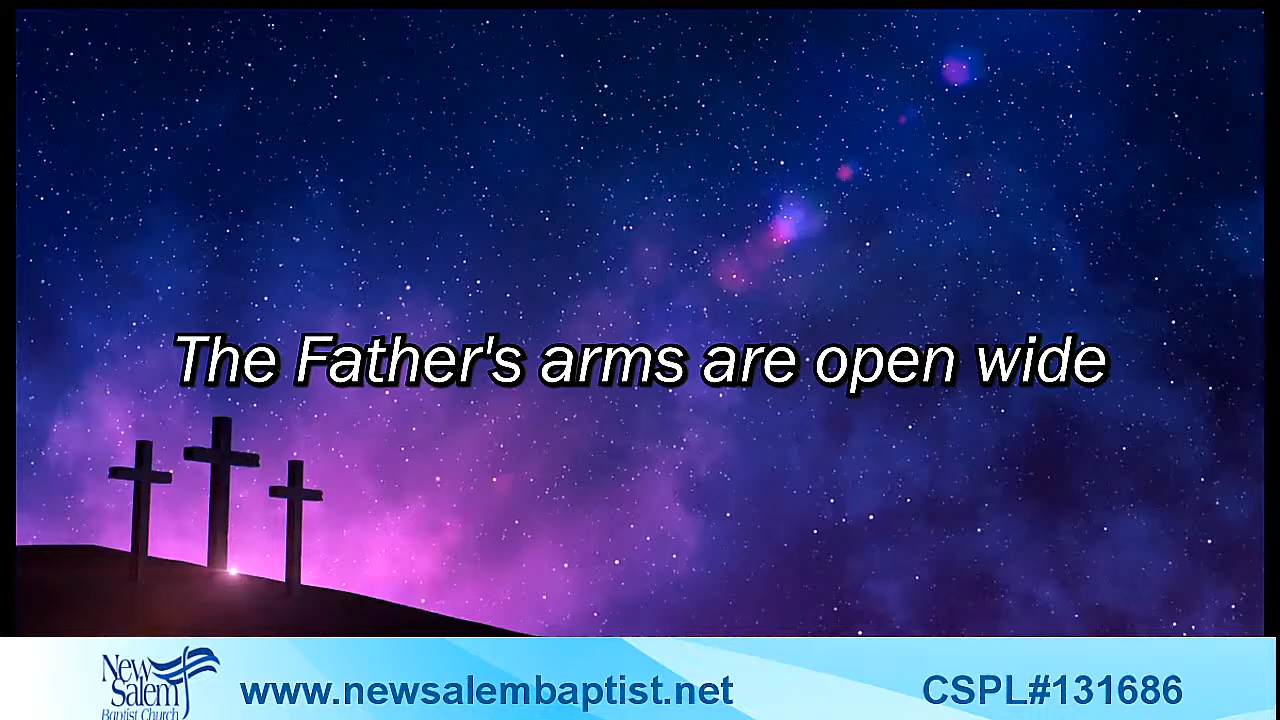 The Father's arms are open wide
New
Salem
Baptist Church
www.newsalembaptist.net
CSPL#131686